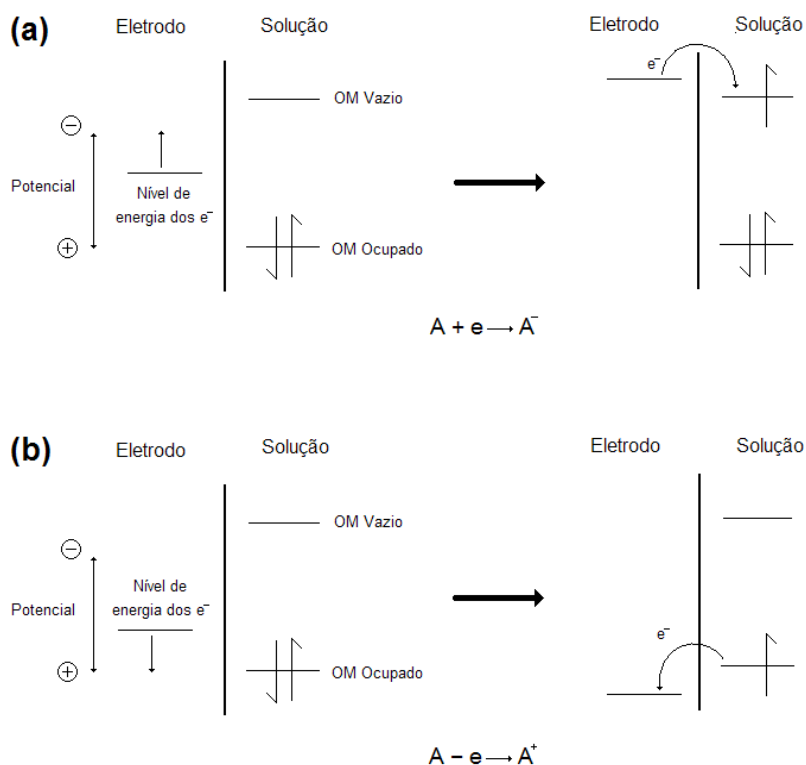 (a) Eletrodo Solução Eletrodo Solução
e⁻
OM Vazio
−
Potencial
Nível de
energia dos e⁻
+
OM Ocupado
A + e → A⁻
(b) Eletrodo Solução Eletrodo Solução
OM Vazio
−
Nível de
Potencial energia dos e⁻
e⁻
+
OM Ocupado
A − e → A⁺